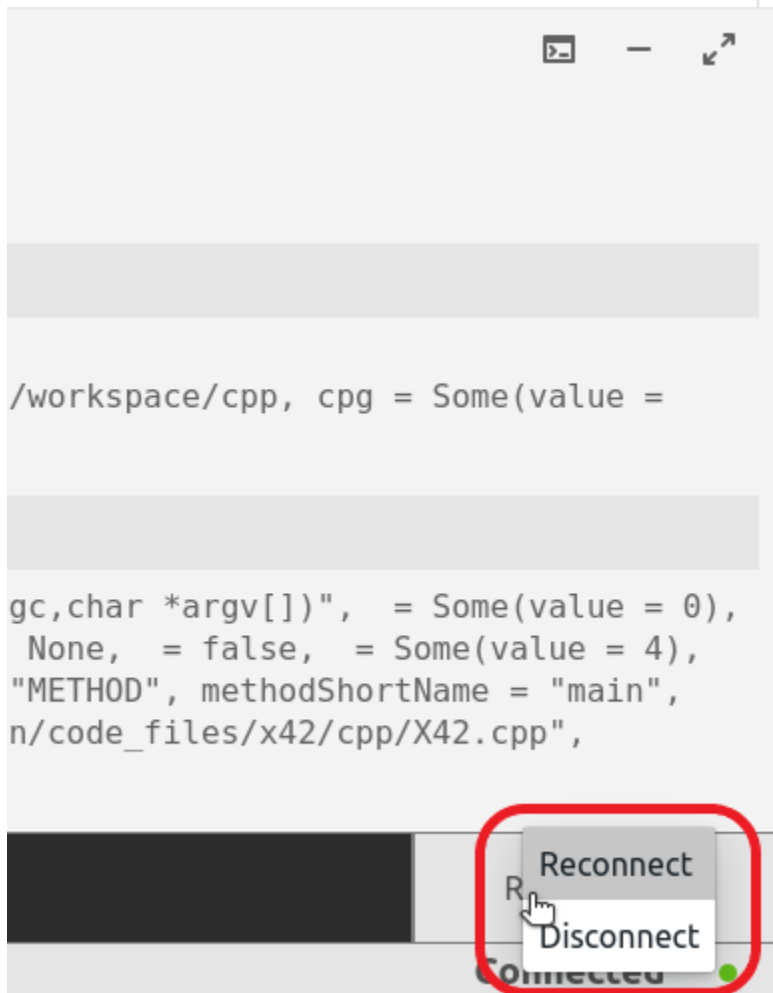 /workspace/cpp, cpg = Some(value =
gc,char *argv[])",  = Some(value = 0),
None,  = false,  = Some(value = 4),
"METHOD", methodShortName = "main",
n/code_files/x42/cpp/X42.cpp",
Reconnect
R
Disconnect
Connected